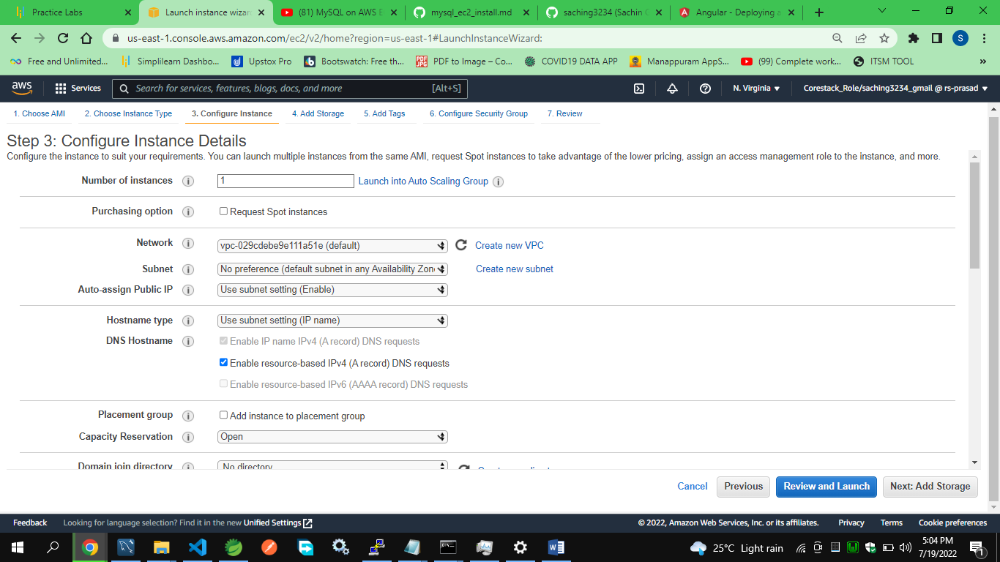 Practice Labs
Launch instance wizar
(81) MySQL on AWS E
mysql_ec2_install.md
saching3234 (Sachin
Angular - Deploying a
us-east-1.console.aws.amazon.com/ec2/v2/home?region=us-east-1#LaunchInstanceWizard:
S
Free and Unlimited...
Simplilearn Dashbo...
Upstox Pro
Bootswatch: Free th...
PDF to Image – Co...
COVID19 DATA APP
Manappuram AppS...
(99) Complete work...
ITSM TOOL
»
aws
Services
Search for services, features, blogs, docs, and more
[Alt+S]
N. Virginia
Corestack_Role/saching3234_gmail @ rs-prasad
1. Choose AMI
2. Choose Instance Type
3. Configure Instance
4. Add Storage
5. Add Tags
6. Configure Security Group
7. Review
Step 3: Configure Instance Details
Configure the instance to suit your requirements. You can launch multiple instances from the same AMI, request Spot instances to take advantage of the lower pricing, assign an access management role to the instance, and more.
Number of instances
1
Launch into Auto Scaling Group
Purchasing option
Request Spot instances
Network
vpc-029cdebe9e111a51e (default)
Create new VPC
Subnet
No preference (default subnet in any Availability Zone
Create new subnet
Auto-assign Public IP
Use subnet setting (Enable)
Hostname type
Use subnet setting (IP name)
DNS Hostname
Enable IP name IPv4 (A record) DNS requests
Enable resource-based IPv4 (A record) DNS requests
Enable resource-based IPv6 (AAAA record) DNS requests
Placement group
Add instance to placement group
Capacity Reservation
Open
Domain join directory
No directory
Cancel
Previous
Review and Launch
Next: Add Storage
Feedback
Looking for language selection? Find it in the new Unified Settings
© 2022, Amazon Web Services, Inc. or its affiliates.
Privacy
Terms
Cookie preferences
25°C Light rain
5:04 PM
7/19/2022
1